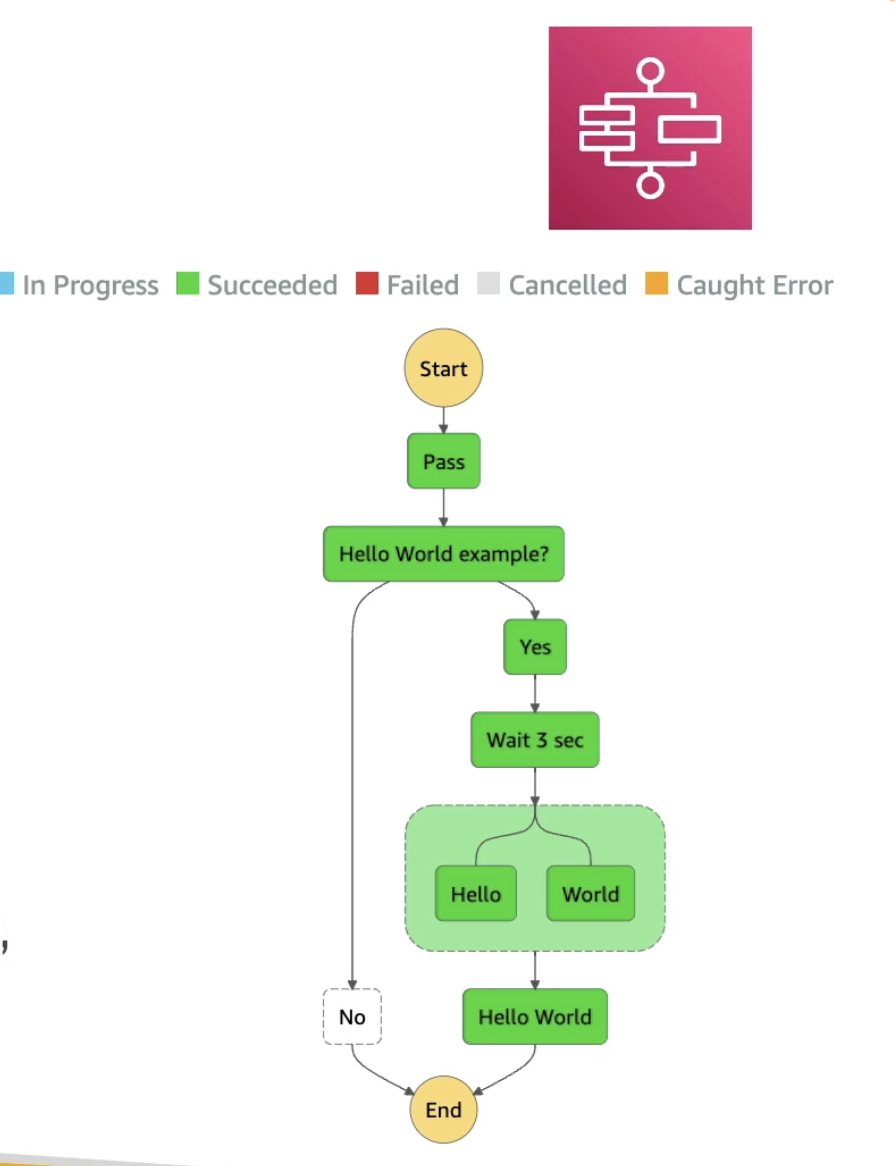 In Progress Succeeded Failed Cancelled Caught Error
Start
Pass
Hello World example?
Yes
Wait 3 sec
Hello World
,
No Hello World
End